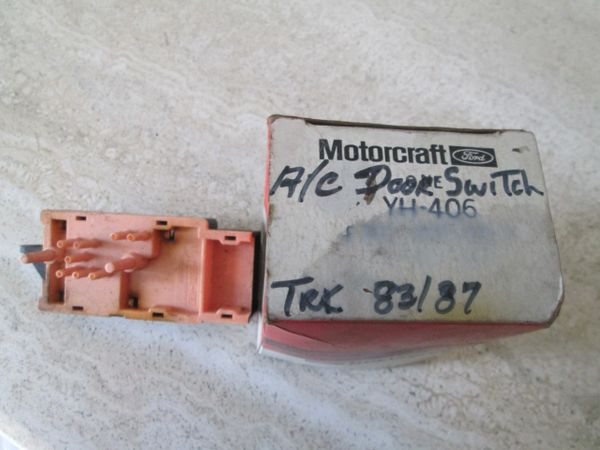 Motorcraft Ford
A/C Door Switch
YH-406
TRK 83/87